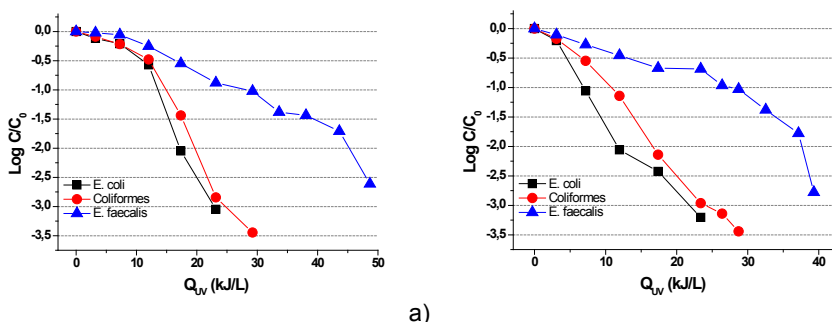 0,0
-0,5
-1,0
-1,5
-2,0
-2,5
-3,0
-3,5
Log C/C0
E. coli
Coliformes
E. faecalis
0 10 20 30 40 50
QUV (kJ/L)
0,0
-0,5
-1,0
-1,5
-2,0
-2,5
-3,0
-3,5
Log C/C0
E. coli
Coliformes
E. faecalis
0 10 20 30 40
QUV (kJ/L)
a)